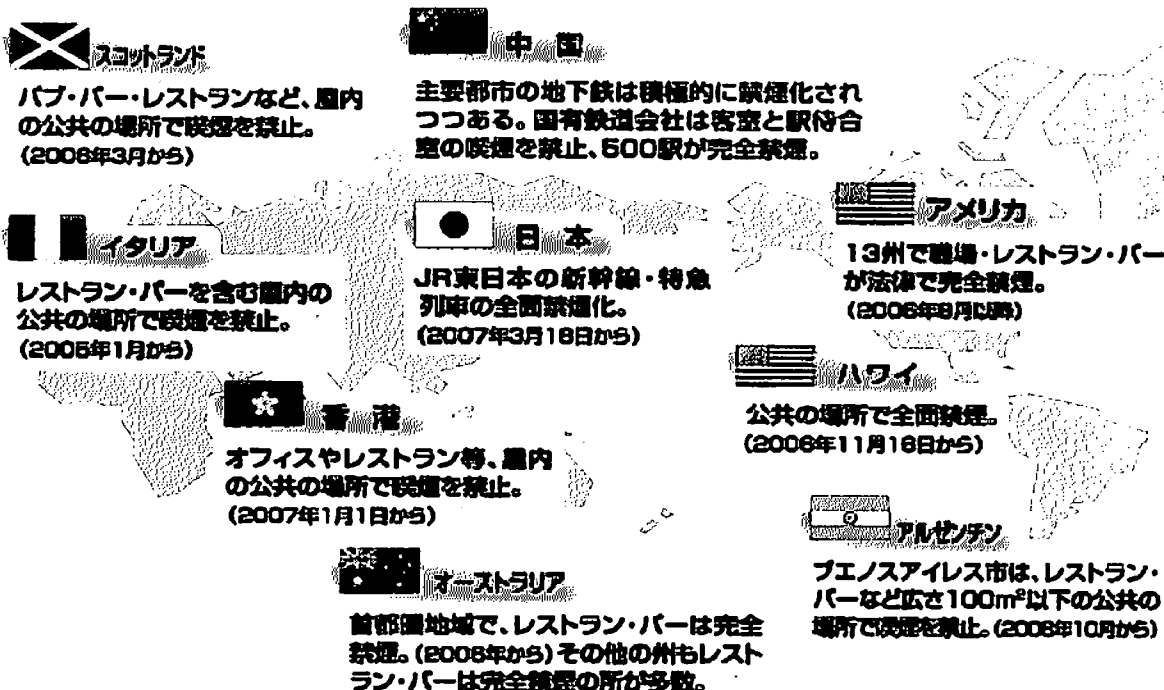 スコットランド
パブ・バー・レストランなど、屋内
の公共の場所で喫煙を禁止。
(2006年3月から)
中国
主要都市の地下鉄は積極的に禁煙化され
つつある。国有鉄道会社は客室と駅待合
室の喫煙を禁止、500駅が完全禁煙。
イタリア
レストラン・バーを含む屋内の
公共の場所で喫煙を禁止。
(2005年1月から)
日本
JR東日本の新幹線・特急
列車の全面禁煙化。
(2007年3月18日から)
アメリカ
13州で職場・レストラン・バー
が法律で完全禁煙。
(2006年8月以降)
ハワイ
公共の場所で全面禁煙。
(2006年11月16日から)
香港
オフィスやレストラン等、屋内
の公共の場所で喫煙を禁止。
(2007年1月1日から)
アルゼンチン
ブエノスアイレス市は、レストラン・
バーなど広さ100m²以下の公共の
場所で喫煙を禁止。(2006年10月から)
オーストラリア
首都圏地域で、レストラン・バーは完全
禁煙。(2006年から)その他の州もレスト
ラン・バーは完全禁煙の所が多数。